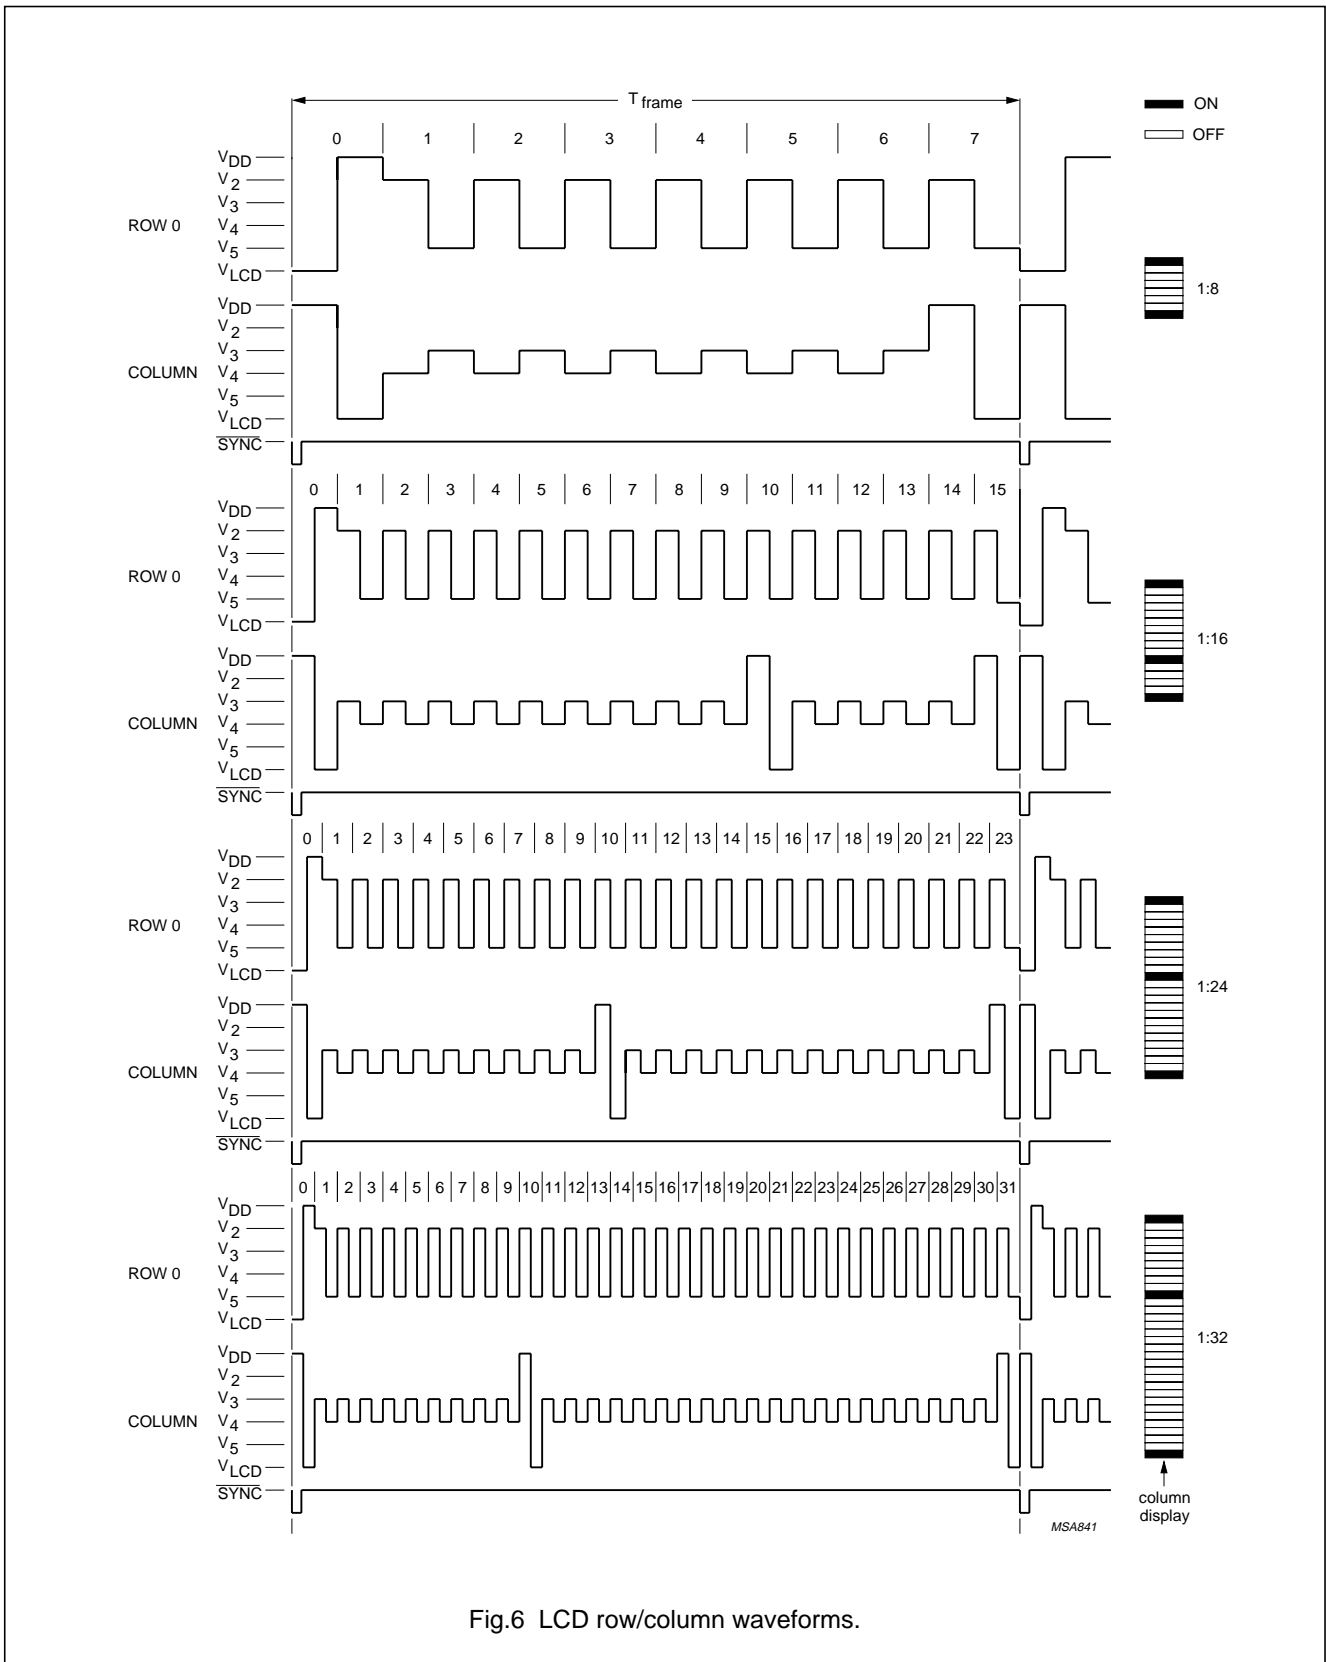 T frame
ON
OFF
0 1 2 3 4 5 6 7
VDD
V2
V3
ROW 0
V4
V5
VLCD
1:8
VDD
V2
V3
COLUMN
V4
V5
VLCD
SYNC
0 1 2 3 4 5 6 7 8 9 10 11 12 13 14 15
VDD
V2
V3
ROW 0
V4
V5
VLCD
1:16
VDD
V2
V3
COLUMN
V4
V5
VLCD
SYNC
0 1 2 3 4 5 6 7 8 9 10 11 12 13 14 15 16 17 18 19 20 21 22 23
VDD
V2
V3
ROW 0
V4
V5
VLCD
1:24
VDD
V2
V3
COLUMN
V4
V5
VLCD
SYNC
0 1 2 3 4 5 6 7 8 9 10 11 12 13 14 15 16 17 18 19 20 21 22 23 24 25 26 27 28 29 30 31
VDD
V2
V3
ROW 0
V4
V5
VLCD
1:32
VDD
V2
V3
COLUMN
V4
V5
VLCD
SYNC
column
display
MSA841
Fig.6 LCD row/column waveforms.